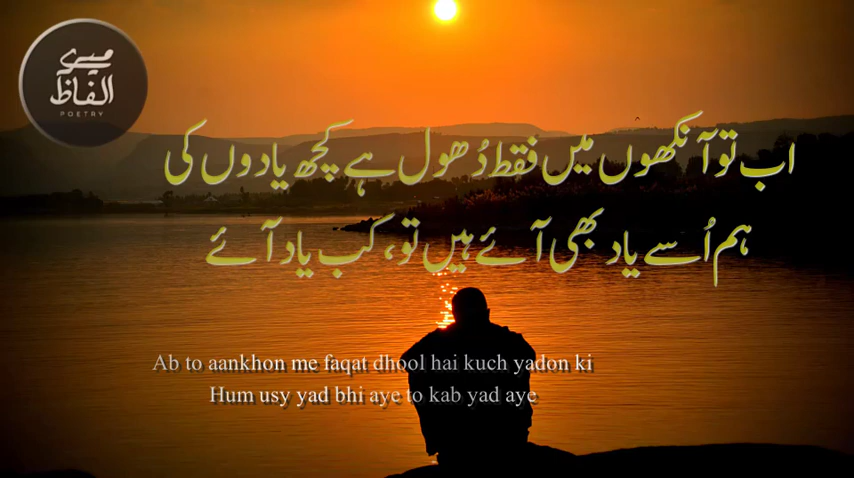 میرے
الفاظ
POETRY
اب تو آنکھوں میں فقط دُھول ہے کچھ یادوں کی
ہم اُسے یاد بھی آئے ہیں تو، کب یاد آئے
Ab to aankhon me faqat dhool hai kuch yadon ki
Hum usy yad bhi aye to kab yad aye